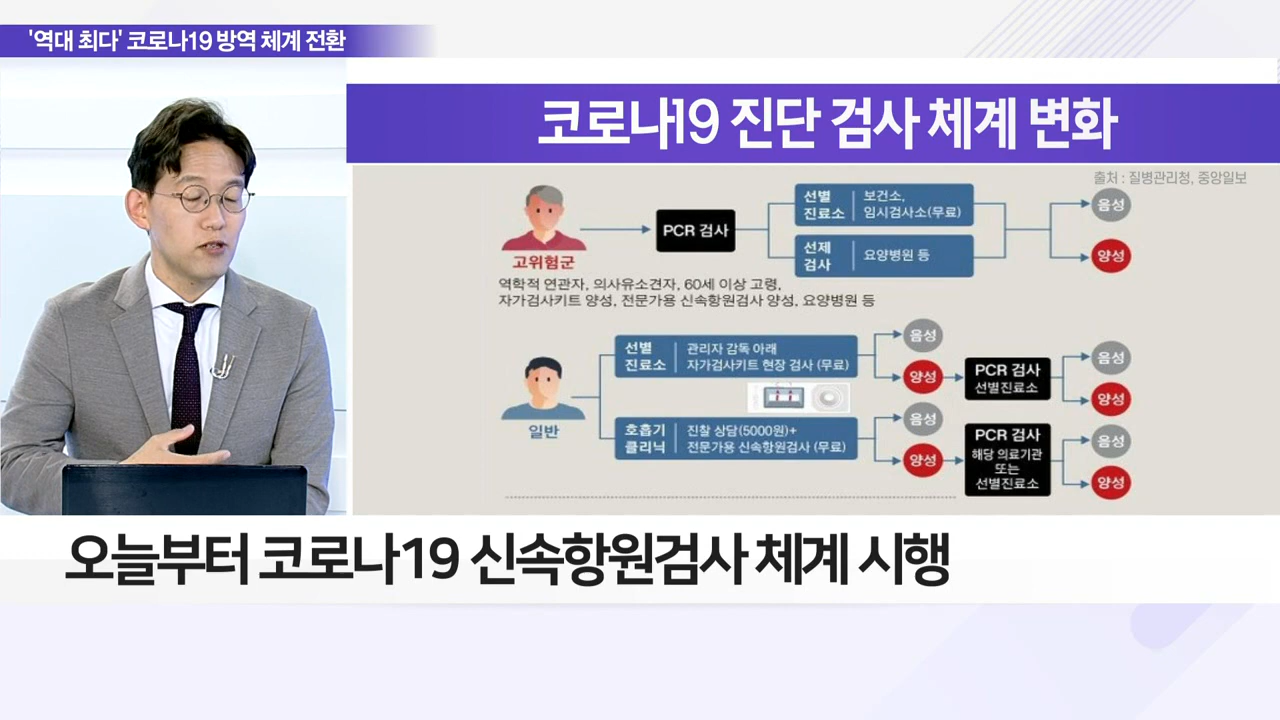 '역대 최다' 코로나19 방역 체계 전환
코로나19 진단 검사 체계 변화
출처 : 질병관리청, 중앙일보
고위험군
PCR 검사
선별
진료소
보건소,
임시검사소(무료)
선제
검사
요양병원 등
음성
양성
역학적 연관자, 의사유소견자, 60세 이상 고령,
자가검사키트 양성, 전문가용 신속항원검사 양성, 요양병원 등
일반
선별
진료소
관리자 감독 아래
자가검사키트 현장 검사 (무료)
음성
양성
PCR 검사
선별진료소
음성
양성
호흡기
클리닉
진찰 상담(5000원)+
전문가용 신속항원검사 (무료)
음성
양성
PCR 검사
해당 의료기관
또는
선별진료소
음성
양성
오늘부터 코로나19 신속항원검사 체계 시행